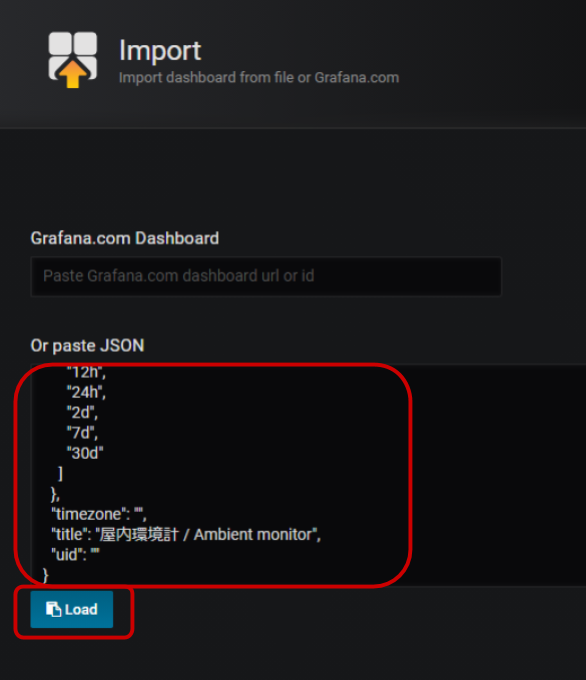 Import
Import dashboard from file or Grafana.com
Grafana.com Dashboard
Paste Grafana.com dashboard url or id
Or paste JSON
"12h",
"24h",
"2d",
"7d",
"30d"
]
},
"timezone": "",
"title": "屋内環境計 / Ambient monitor",
"uid": ""
}
Load